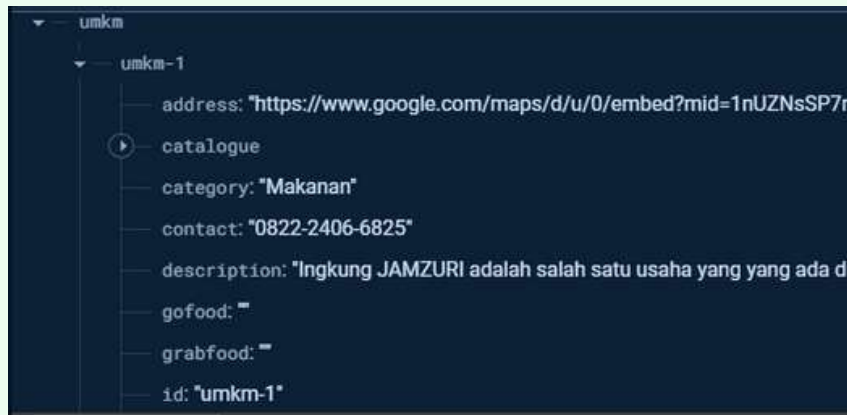 umkm
umkm-1
address: "https://www.google.com/maps/d/u/0/embed?mid=1nUZNsSP7r
catalogue
category: "Makanan"
contact: "0822-2406-6825"
description: "Ingkung JAMZURI adalah salah satu usaha yang yang ada d
gofood: ""
grabfood: ""
id: "umkm-1"